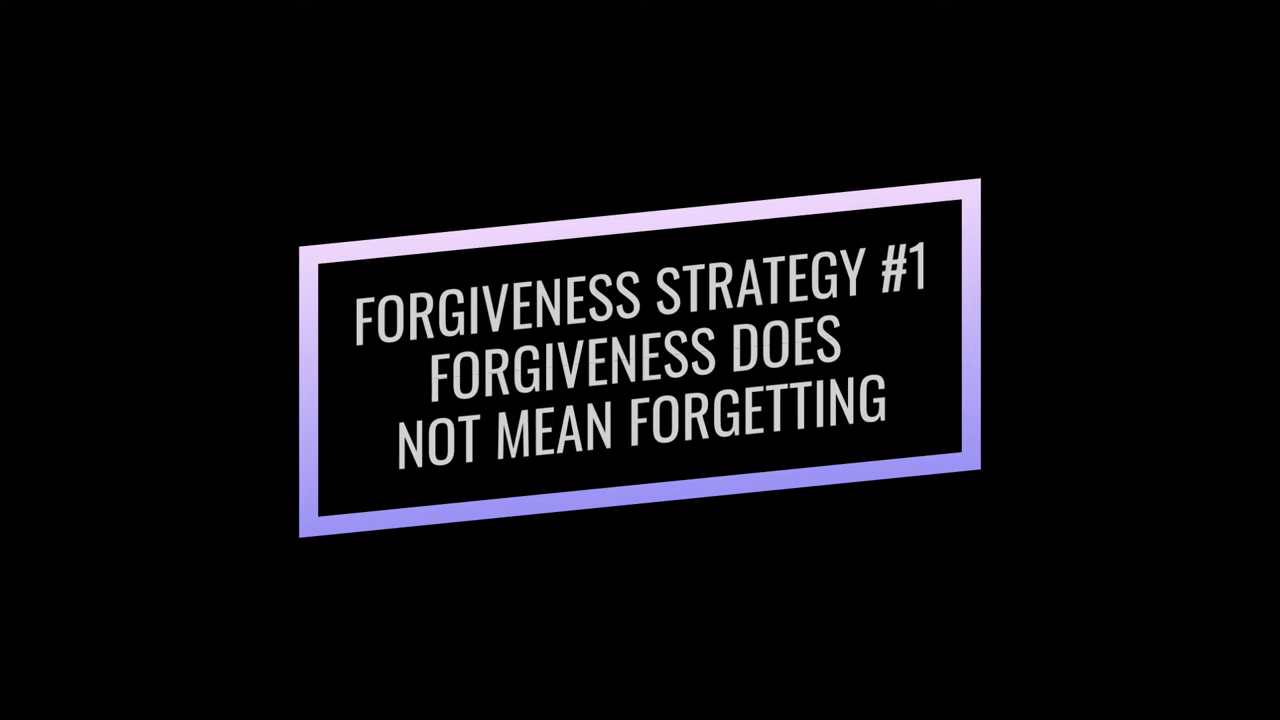 FORGIVENESS STRATEGY #1
FORGIVENESS DOES
NOT MEAN FORGETTING